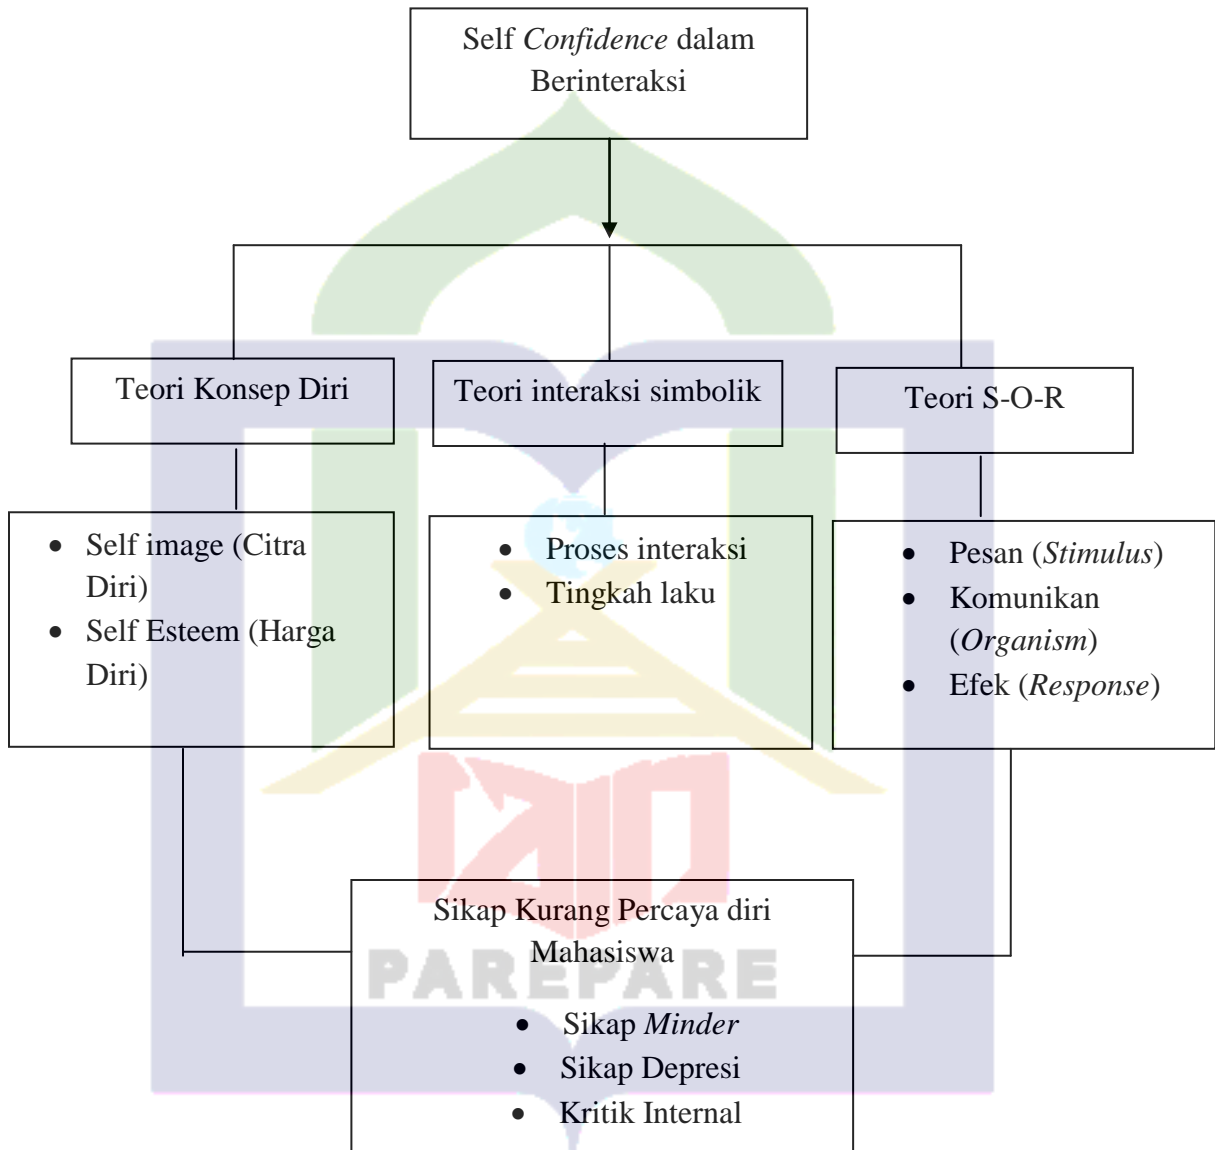 Self Confidence dalam
Berinteraksi
Teori Konsep Diri
Teori interaksi simbolik
Teori S-O-R
• Self image (Citra
Diri)
• Self Esteem (Harga
Diri)
• Proses interaksi
• Tingkah laku
• Pesan (Stimulus)
• Komunikan
(Organism)
• Efek (Response)
Sikap Kurang Percaya diri
Mahasiswa
• Sikap Minder
• Sikap Depresi
• Kritik Internal
PAREPARE